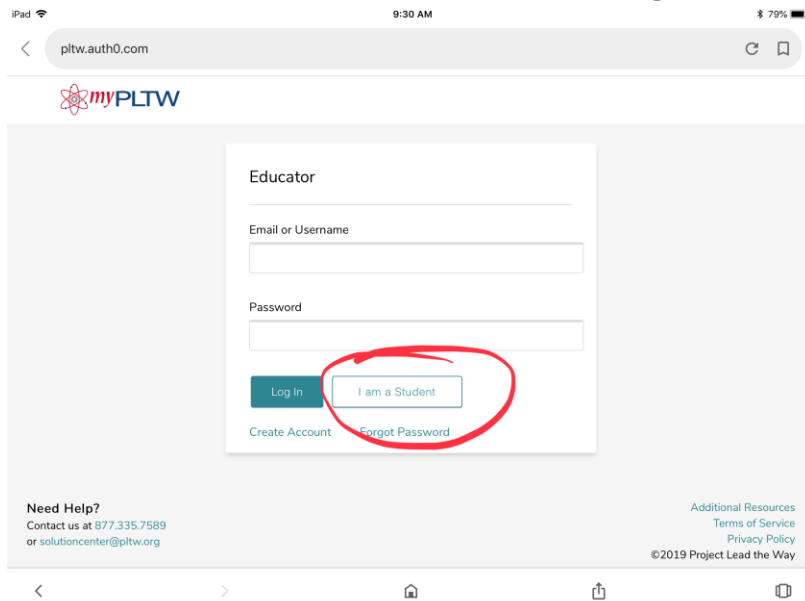 iPad 9:30 AM 79%
pltw.auth0.com
myPLTW
Educator
Email or Username
Password
Log In I am a Student
Create Account Forgot Password
Need Help?
Contact us at 877.335.7589
or solutioncenter@pltw.org
Additional Resources
Terms of Service
Privacy Policy
©2019 Project Lead the Way